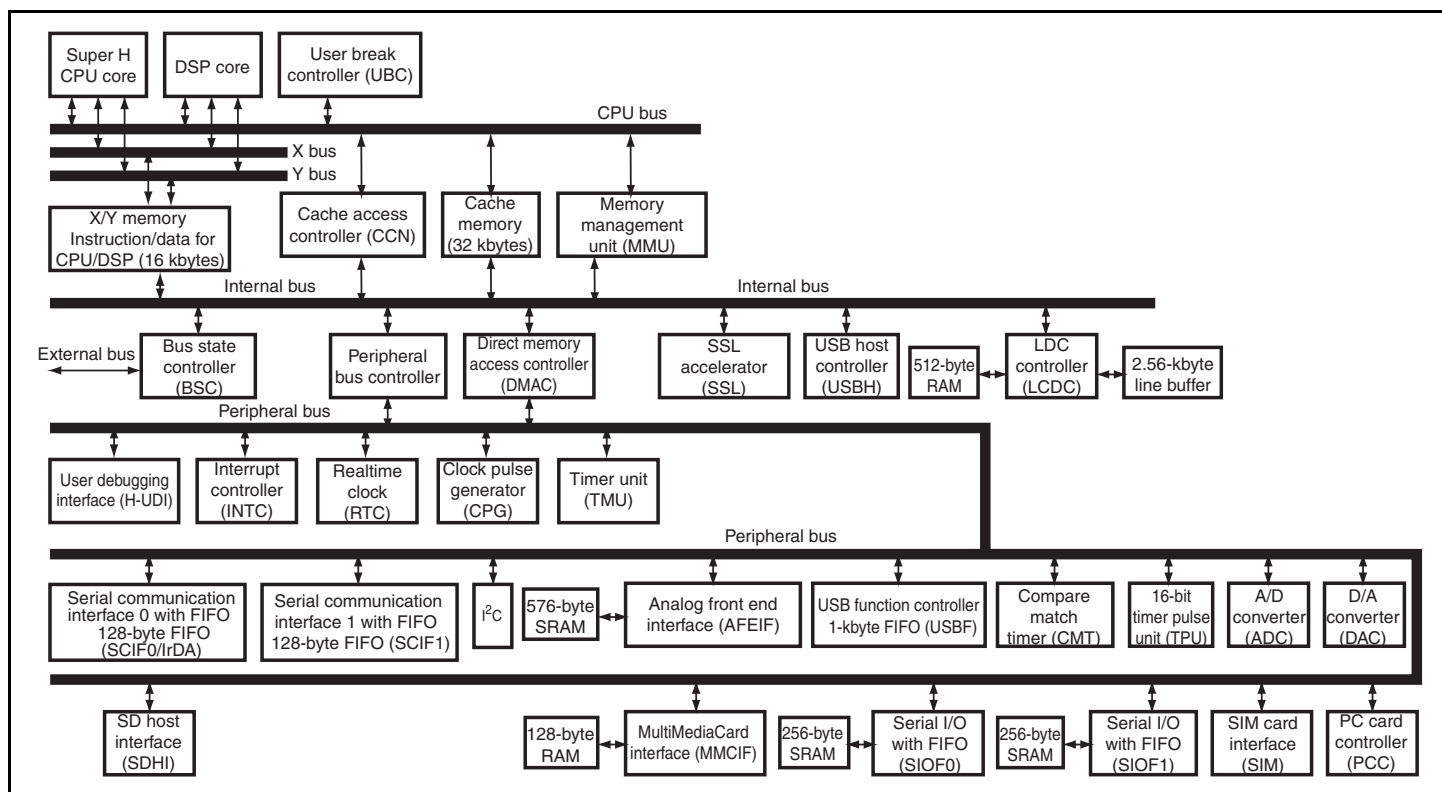 Super H
CPU core
DSP core
User break
controller (UBC)
CPU bus
X bus
Y bus
X/Y memory
Instruction/data for
CPU/DSP (16 kbytes)
Cache access
controller (CCN)
Cache
memory
(32 kbytes)
Memory
management
unit (MMU)
Internal bus
Internal bus
External bus
Bus state
controller
(BSC)
Peripheral
bus controller
Direct memory
access controller
(DMAC)
SSL
accelerator
(SSL)
USB host
controller
(USBH)
512-byte
RAM
LDC
controller
(LCDC)
2.56-kbyte
line buffer
Peripheral bus
User debugging
interface (H-UDI)
Interrupt
controller
(INTC)
Realtime
clock
(RTC)
Clock pulse
generator
(CPG)
Timer unit
(TMU)
Peripheral bus
Serial communication
interface 0 with FIFO
128-byte FIFO
(SCIF0/IrDA)
Serial communication
interface 1 with FIFO
128-byte FIFO (SCIF1)
I²C
576-byte
SRAM
Analog front end
interface (AFEIF)
USB function controller
1-kbyte FIFO (USBF)
Compare
match
timer (CMT)
16-bit
timer pulse
unit (TPU)
A/D
converter
(ADC)
D/A
converter
(DAC)
SD host
interface
(SDHI)
128-byte
RAM
MultiMediaCard
interface (MMCIF)
256-byte
SRAM
Serial I/O
with FIFO
(SIOF0)
256-byte
SRAM
Serial I/O
with FIFO
(SIOF1)
SIM card
interface
(SIM)
PC card
controller
(PCC)